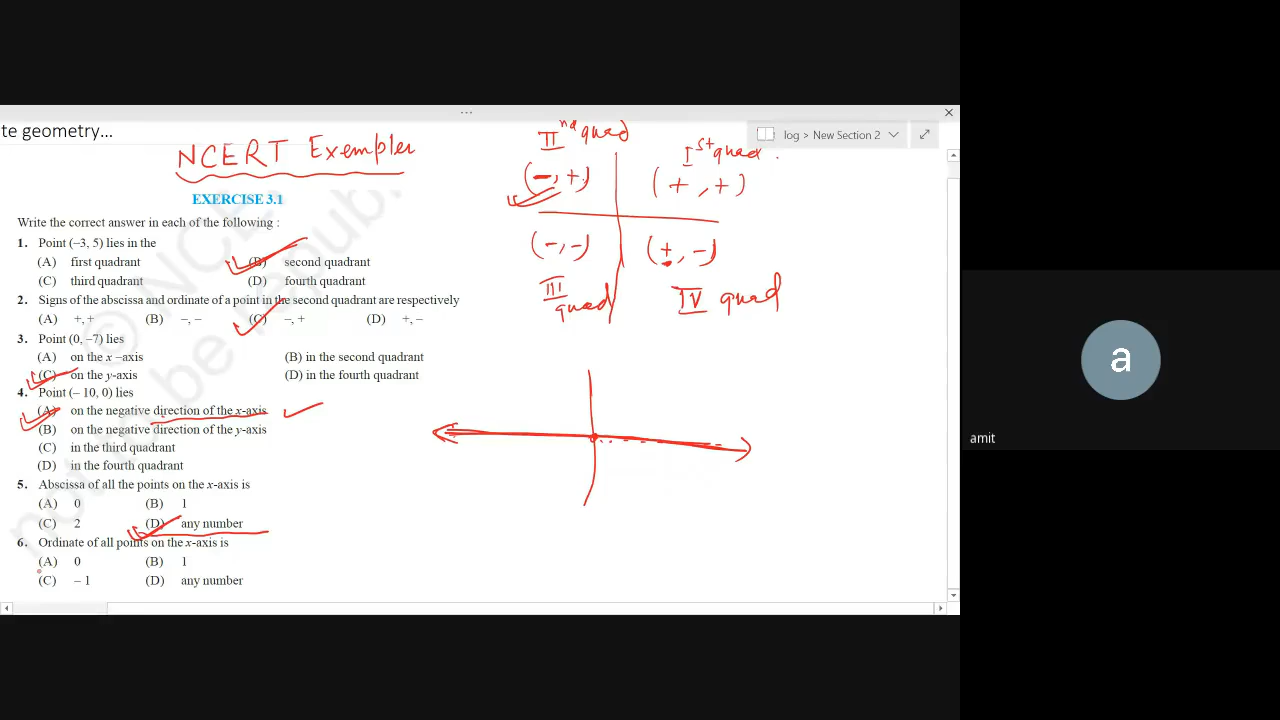 te geometry...
log > New Section 2
NCERT Exempler
EXERCISE 3.1
Write the correct answer in each of the following :
1. Point (–3, 5) lies in the
(A) first quadrant (B) second quadrant
(C) third quadrant (D) fourth quadrant
2. Signs of the abscissa and ordinate of a point in the second quadrant are respectively
(A) +, + (B) –, – (C) –, + (D) +, –
3. Point (0, –7) lies
(A) on the x –axis (B) in the second quadrant
(C) on the y-axis (D) in the fourth quadrant
4. Point (– 10, 0) lies
(A) on the negative direction of the x-axis
(B) on the negative direction of the y-axis
(C) in the third quadrant
(D) in the fourth quadrant
5. Abscissa of all the points on the x-axis is
(A) 0 (B) 1
(C) 2 (D) any number
6. Ordinate of all points on the x-axis is
(A) 0 (B) 1
(C) – 1 (D) any number
II nd quad
I st quad.
(-, +)
(+, +)
(-, -)
(+, -)
III quad
IV quad
© NCE
not to be republ
a
amit